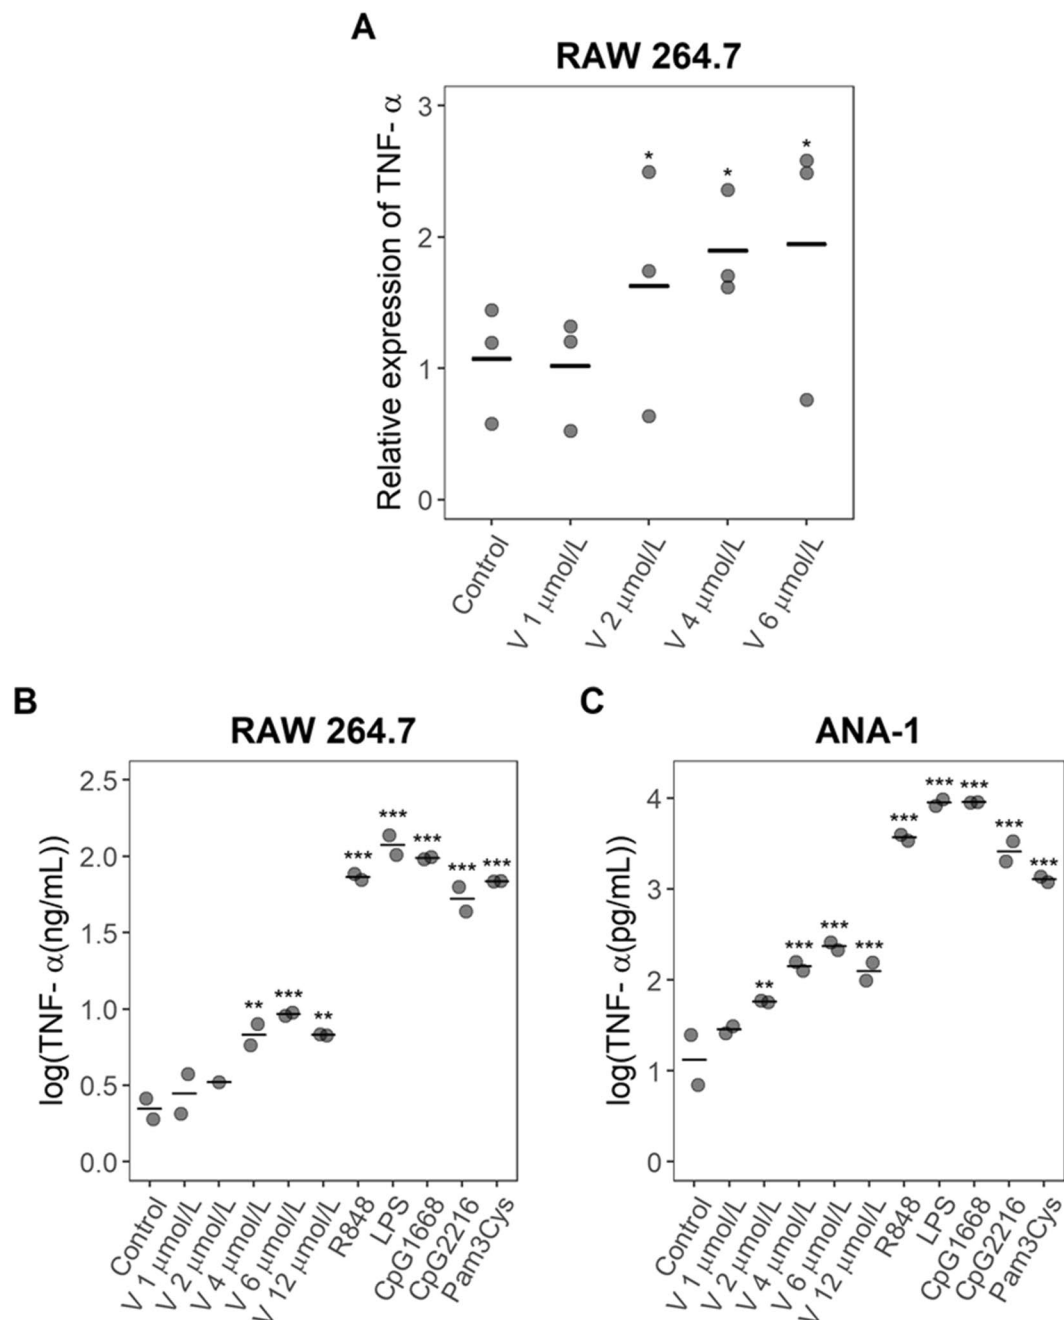 A
RAW 264.7
Relative expression of TNF- α
3
2
1
0
*
*
*
Control
V 1 μmol/L
V 2 μmol/L
V 4 μmol/L
V 6 μmol/L
B
RAW 264.7
log(TNF- α(ng/mL))
2.5
2.0
1.5
1.0
0.5
0.0
**
***
**
***
***
***
***
***
Control
V 1 μmol/L
V 2 μmol/L
V 4 μmol/L
V 6 μmol/L
V 12 μmol/L
R848
LPS
CpG1668
CpG2216
Pam3Cys
C
ANA-1
log(TNF- α(pg/mL))
4
3
2
1
0
**
***
***
***
***
***
***
***
***
Control
V 1 μmol/L
V 2 μmol/L
V 4 μmol/L
V 6 μmol/L
V 12 μmol/L
R848
LPS
CpG1668
CpG2216
Pam3Cys